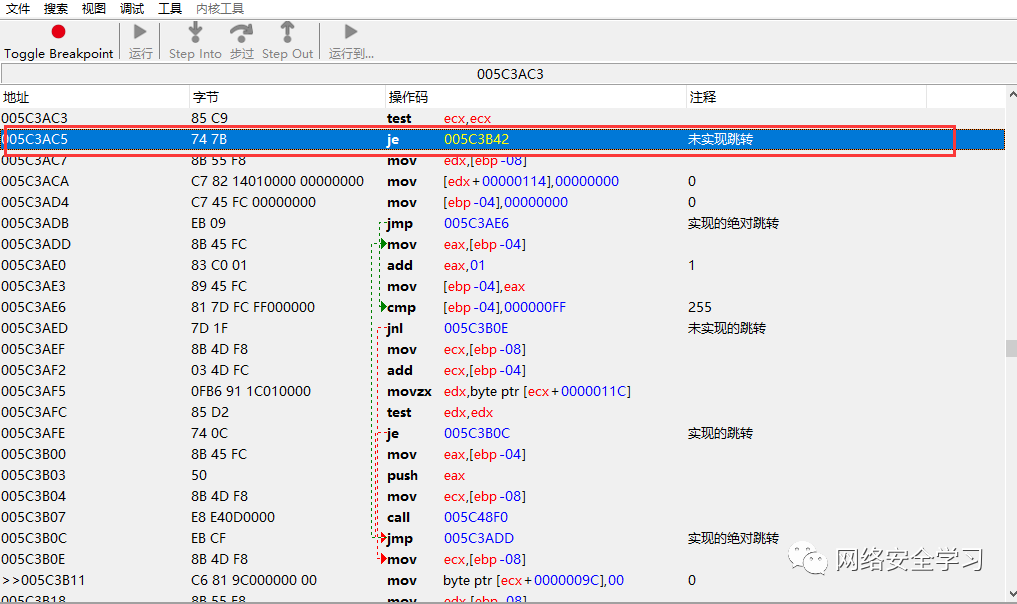 文件 搜索 视图 调试 工具 内核工具
Toggle Breakpoint 运行 Step Into 步过 Step Out 运行到...
005C3AC3
地址 字节 操作码 注释
005C3AC3 85 C9 test ecx,ecx
005C3AC5 74 7B je 005C3B42 未实现跳转
005C3AC7 8B 55 F8 mov edx,[ebp-08]
005C3ACA C7 82 14010000 00000000 mov [edx+00000114],00000000 0
005C3AD4 C7 45 FC 00000000 mov [ebp-04],00000000 0
005C3ADB EB 09 jmp 005C3AE6 实现的绝对跳转
005C3ADD 8B 45 FC mov eax,[ebp-04]
005C3AE0 83 C0 01 add eax,01 1
005C3AE3 89 45 FC mov [ebp-04],eax
005C3AE6 81 7D FC FF000000 cmp [ebp-04],000000FF 255
005C3AED 7D 1F jnl 005C3B0E 未实现的跳转
005C3AEF 8B 4D F8 mov ecx,[ebp-08]
005C3AF2 03 4D FC add ecx,[ebp-04]
005C3AF5 0FB6 91 1C010000 movzx edx,byte ptr [ecx+0000011C]
005C3AFC 85 D2 test edx,edx
005C3AFE 74 0C je 005C3B0C 实现的跳转
005C3B00 8B 45 FC mov eax,[ebp-04]
005C3B03 50 push eax
005C3B04 8B 4D F8 mov ecx,[ebp-08]
005C3B07 E8 E40D0000 call 005C48F0
005C3B0C EB CF jmp 005C3ADD 实现的绝对跳转
005C3B0E 8B 4D F8 mov ecx,[ebp-08]
>>005C3B11 C6 81 9C000000 00 mov byte ptr [ecx+0000009C],00 0
005C3B18 8B 55 F8 mov edx,[ebp-08]
网络安全学习